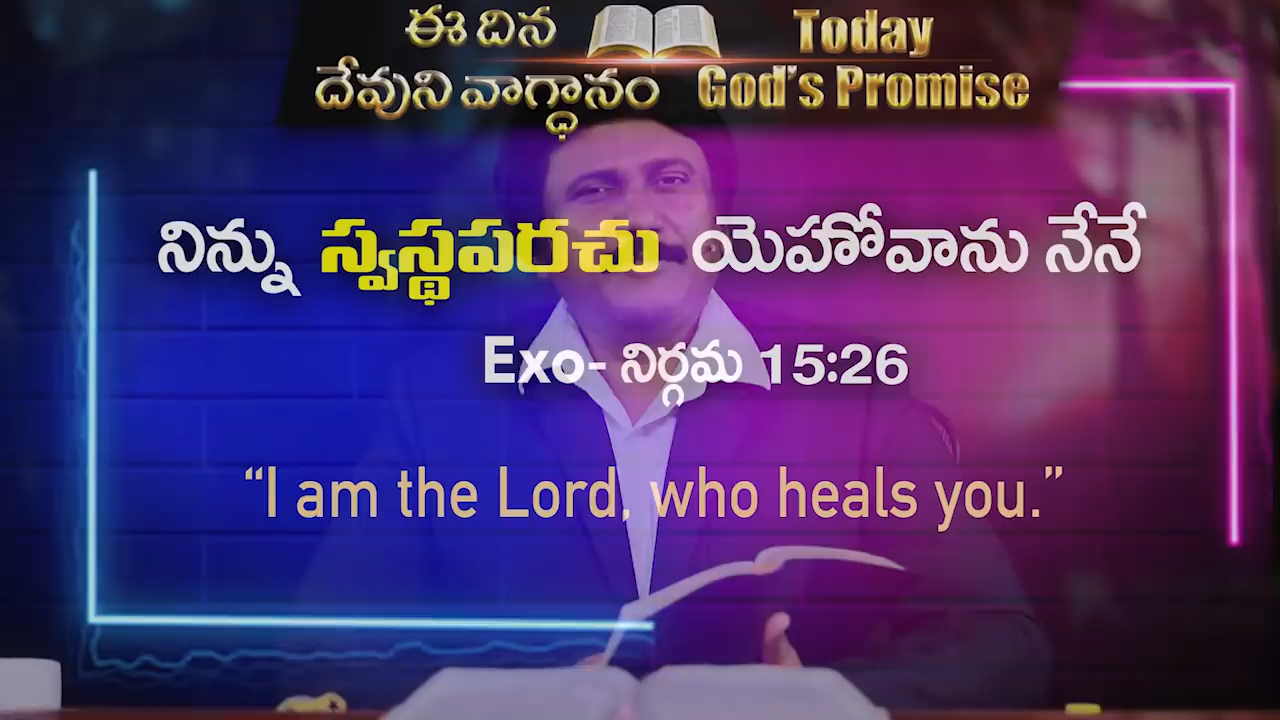 ఈ దిన
దేవుని వాగ్ధానం
Today
God's Promise
నిన్ను స్వస్థపరచు యెహోవాను నేనే
Exo- నిర్గమ 15:26
“I am the Lord, who heals you.”